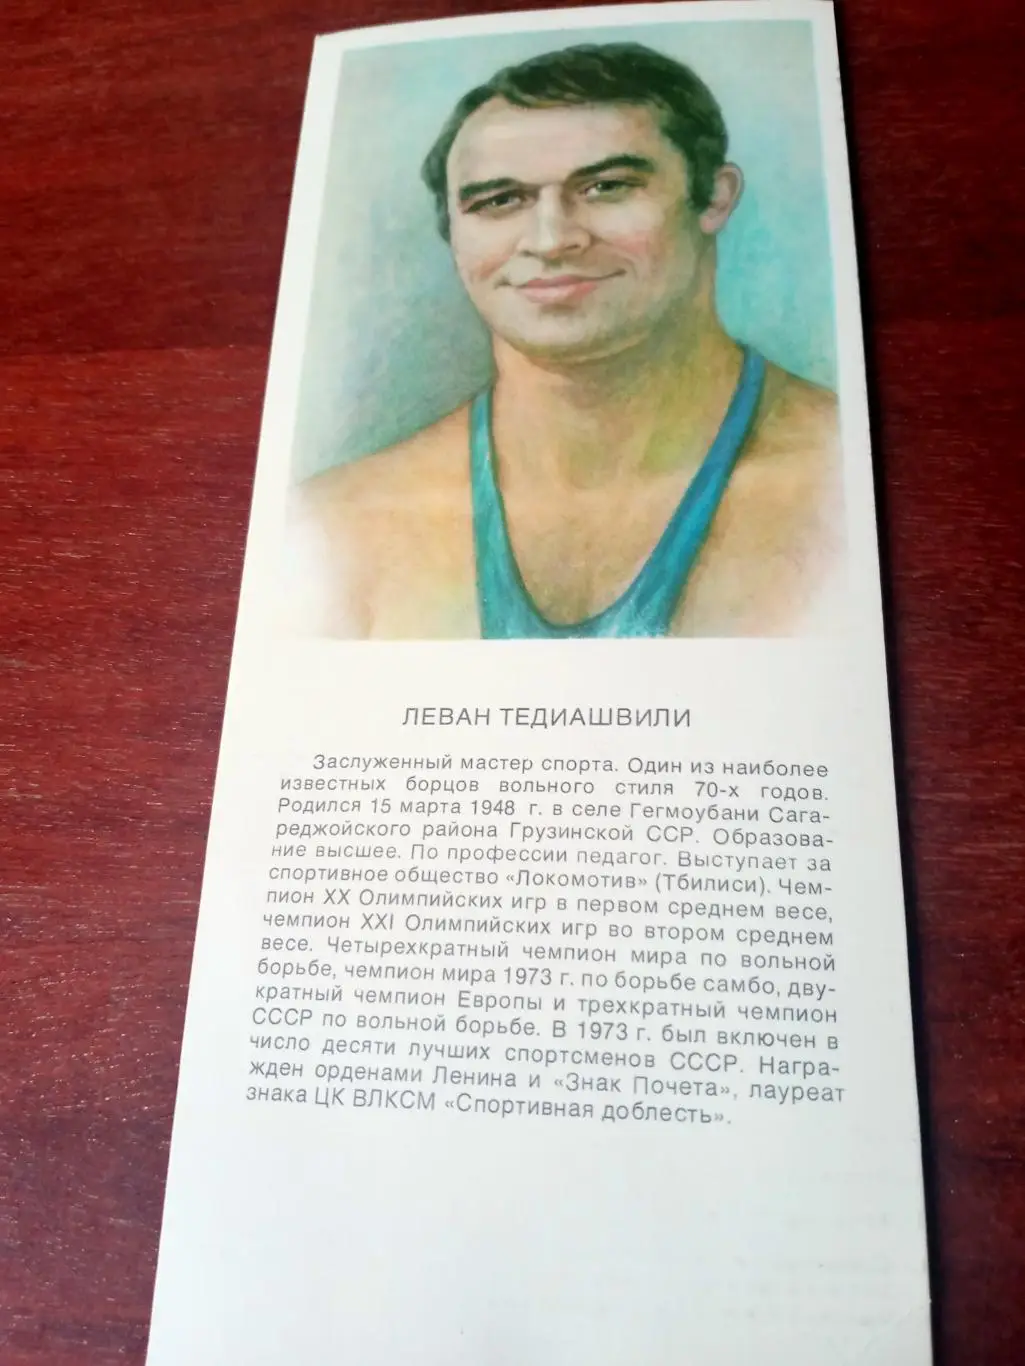 ЛЕВАН ТЕДИАШВИЛИ
Заслуженный мастер спорта. Один из наиболее
известных борцов вольного стиля 70-х годов.
Родился 15 марта 1948 г. в селе Гегмоубани Сага-
реджойского района Грузинской ССР. Образова-
ние высшее. По профессии педагог. Выступает за
спортивное общество «Локомотив» (Тбилиси). Чем-
пион XX Олимпийских игр в первом среднем весе,
чемпион XXI Олимпийских игр во втором среднем
весе. Четырехкратный чемпион мира по вольной
борьбе, чемпион мира 1973 г. по борьбе самбо, дву-
кратный чемпион Европы и трехкратный чемпион
СССР по вольной борьбе. В 1973 г. был включен в
число десяти лучших спортсменов СССР. Награ-
жден орденами Ленина и «Знак Почета», лауреат
знака ЦК ВЛКСМ «Спортивная доблесть».